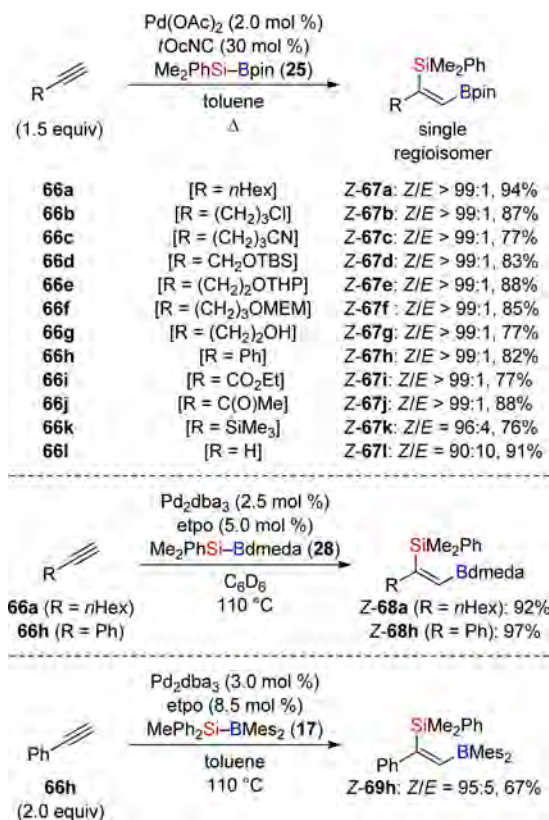 Pd(OAc)₂ (2.0 mol %)
tOcNC (30 mol %)
Me₂PhSi–Bpin (25)
toluene
Δ
R
(1.5 equiv)
SiMe₂Ph
R
Bpin
single
regioisomer
66a [R = nHex] Z-67a: Z/E > 99:1, 94%
66b [R = (CH₂)₃Cl] Z-67b: Z/E > 99:1, 87%
66c [R = (CH₂)₃CN] Z-67c: Z/E > 99:1, 77%
66d [R = CH₂OTBS] Z-67d: Z/E > 99:1, 83%
66e [R = (CH₂)₂OTHP] Z-67e: Z/E > 99:1, 88%
66f [R = (CH₂)₃OMEM] Z-67f : Z/E > 99:1, 85%
66g [R = (CH₂)₂OH] Z-67g: Z/E > 99:1, 77%
66h [R = Ph] Z-67h: Z/E > 99:1, 82%
66i [R = CO₂Et] Z-67i: Z/E > 99:1, 77%
66j [R = C(O)Me] Z-67j: Z/E > 99:1, 88%
66k [R = SiMe₃] Z-67k: Z/E = 96:4, 76%
66l [R = H] Z-67l: Z/E = 90:10, 91%
Pd₂dba₃ (2.5 mol %)
etpo (5.0 mol %)
Me₂PhSi–Bdmeda (28)
C₆D₆
110 °C
R
66a (R = nHex)
66h (R = Ph)
SiMe₂Ph
R
Bdmeda
Z-68a (R = nHex): 92%
Z-68h (R = Ph): 97%
Pd₂dba₃ (3.0 mol %)
etpo (8.5 mol %)
MePh₂Si–BMes₂ (17)
toluene
110 °C
Ph
66h
(2.0 equiv)
SiMe₂Ph
Ph
BMes₂
Z-69h: Z/E = 95:5, 67%